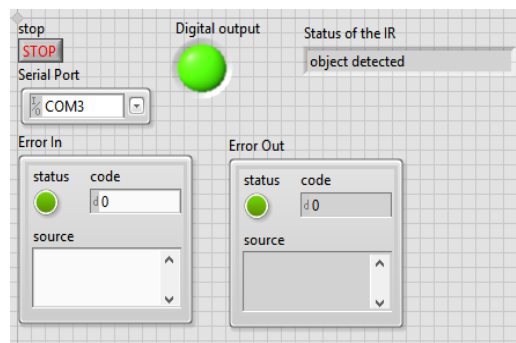 stop
Digital output
Status of the IR
STOP
object detected
Serial Port
I/O COM3
Error In
Error Out
status
code
d 0
source
status
code
d 0
source